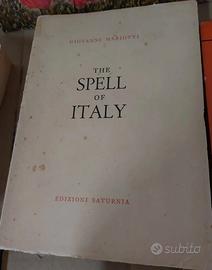 GIOVANNI MARIOTTI
THE
SPELL
OF
ITALY
EDIZIONI SATURNIA
subito